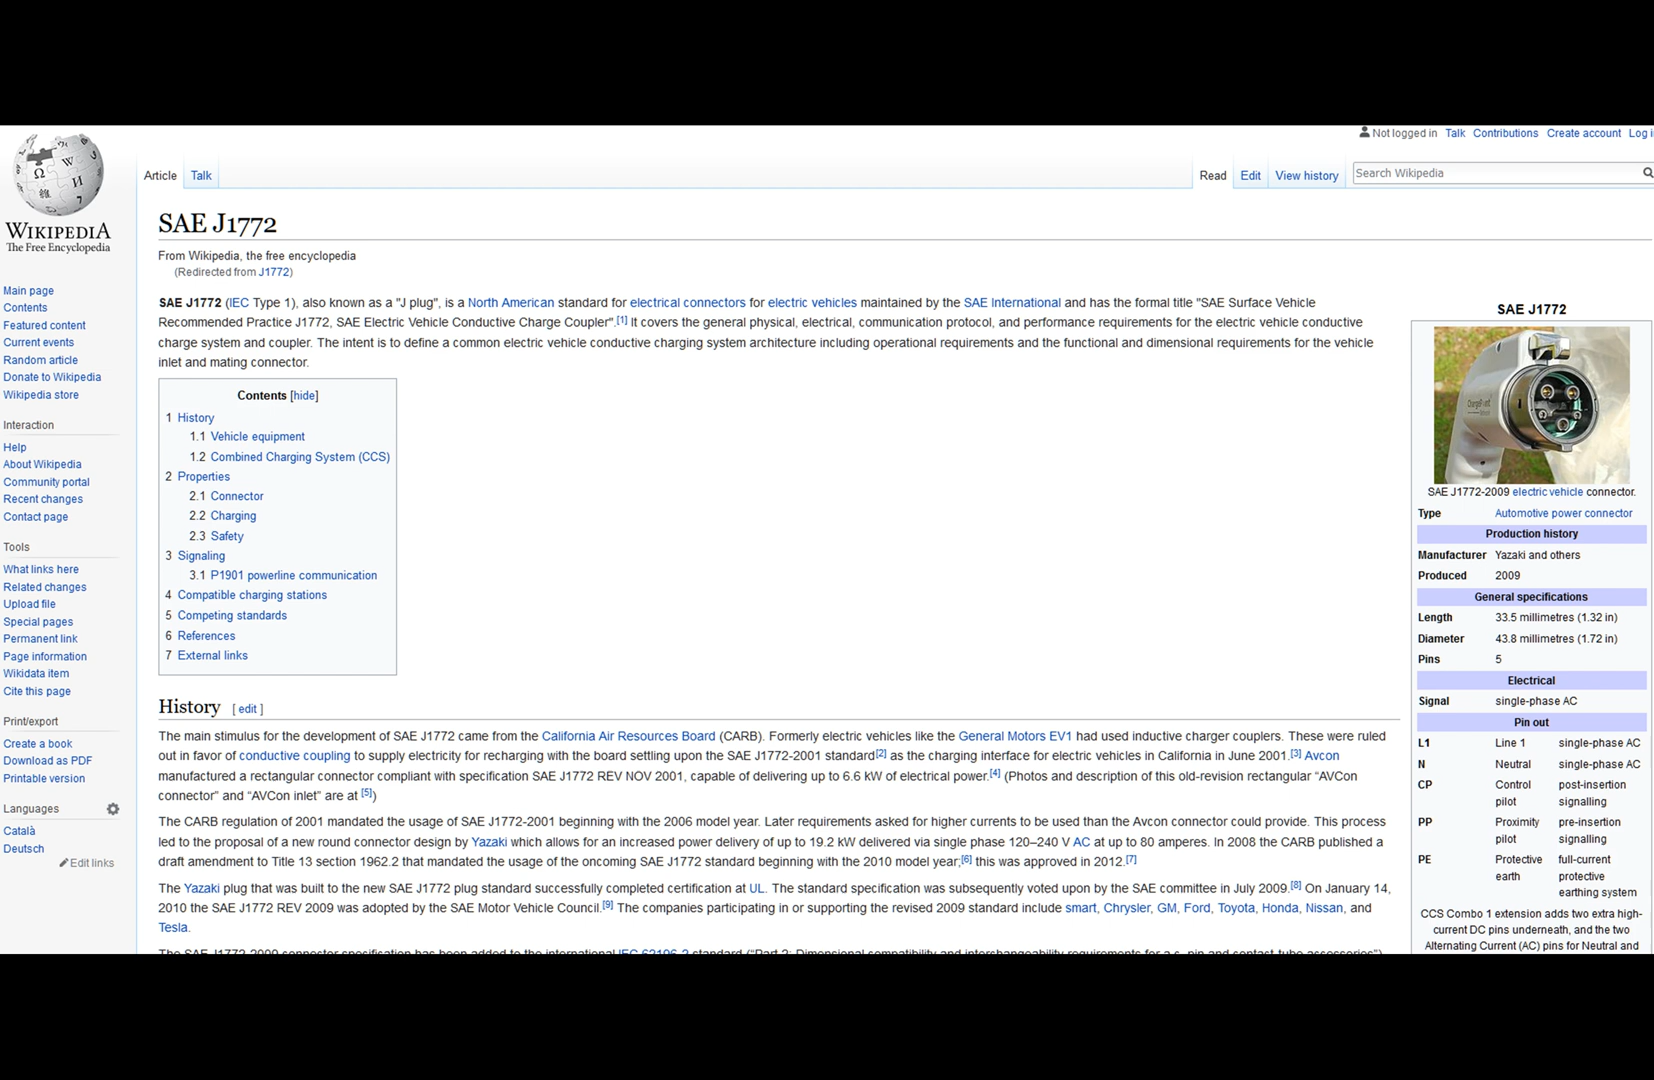 Not logged in Talk Contributions Create account Log i
Article Talk
Read Edit View history Search Wikipedia
WIKIPEDIA
The Free Encyclopedia
Main page
Contents
Featured content
Current events
Random article
Donate to Wikipedia
Wikipedia store
Interaction
Help
About Wikipedia
Community portal
Recent changes
Contact page
Tools
What links here
Related changes
Upload file
Special pages
Permanent link
Page information
Wikidata item
Cite this page
Print/export
Create a book
Download as PDF
Printable version
Languages
Català
Deutsch
Edit links
SAE J1772
From Wikipedia, the free encyclopedia
(Redirected from J1772)
SAE J1772 (IEC Type 1), also known as a "J plug", is a North American standard for electrical connectors for electric vehicles maintained by the SAE International and has the formal title "SAE Surface Vehicle
Recommended Practice J1772, SAE Electric Vehicle Conductive Charge Coupler".[1] It covers the general physical, electrical, communication protocol, and performance requirements for the electric vehicle conductive
charge system and coupler. The intent is to define a common electric vehicle conductive charging system architecture including operational requirements and the functional and dimensional requirements for the vehicle
inlet and mating connector.
Contents [hide]
1 History
1.1 Vehicle equipment
1.2 Combined Charging System (CCS)
2 Properties
2.1 Connector
2.2 Charging
2.3 Safety
3 Signaling
3.1 P1901 powerline communication
4 Compatible charging stations
5 Competing standards
6 References
7 External links
History [ edit ]
The main stimulus for the development of SAE J1772 came from the California Air Resources Board (CARB). Formerly electric vehicles like the General Motors EV1 had used inductive charger couplers. These were ruled
out in favor of conductive coupling to supply electricity for recharging with the board settling upon the SAE J1772-2001 standard[2] as the charging interface for electric vehicles in California in June 2001.[3] Avcon
manufactured a rectangular connector compliant with specification SAE J1772 REV NOV 2001, capable of delivering up to 6.6 kW of electrical power.[4] (Photos and description of this old-revision rectangular “AVCon
connector” and “AVCon inlet” are at [5])
The CARB regulation of 2001 mandated the usage of SAE J1772-2001 beginning with the 2006 model year. Later requirements asked for higher currents to be used than the Avcon connector could provide. This process
led to the proposal of a new round connector design by Yazaki which allows for an increased power delivery of up to 19.2 kW delivered via single phase 120–240 V AC at up to 80 amperes. In 2008 the CARB published a
draft amendment to Title 13 section 1962.2 that mandated the usage of the oncoming SAE J1772 standard beginning with the 2010 model year;[6] this was approved in 2012.[7]
The Yazaki plug that was built to the new SAE J1772 plug standard successfully completed certification at UL. The standard specification was subsequently voted upon by the SAE committee in July 2009.[8] On January 14,
2010 the SAE J1772 REV 2009 was adopted by the SAE Motor Vehicle Council.[9] The companies participating in or supporting the revised 2009 standard include smart, Chrysler, GM, Ford, Toyota, Honda, Nissan, and
Tesla.
The SAE J1772-2009 connector specification has been added to the international IEC 62196-2 standard (“Part 2: Dimensional compatibility and interchangeability requirements for a.c. pin and contact-tube accessories”)
SAE J1772
ChargePoint
SAE J1772-2009 electric vehicle connector.
Type Automotive power connector
Production history
Manufacturer Yazaki and others
Produced 2009
General specifications
Length 33.5 millimetres (1.32 in)
Diameter 43.8 millimetres (1.72 in)
Pins 5
Electrical
Signal single-phase AC
Pin out
L1 Line 1 single-phase AC
N Neutral single-phase AC
CP Control post-insertion
pilot signalling
PP Proximity pre-insertion
pilot signalling
PE Protective full-current
earth protective
earthing system
CCS Combo 1 extension adds two extra high-
current DC pins underneath, and the two
Alternating Current (AC) pins for Neutral and